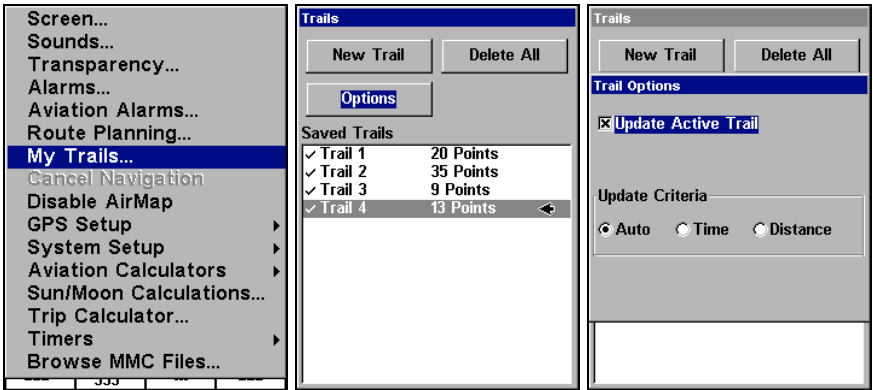 Screen...
Sounds...
Transparency...
Alarms...
Aviation Alarms...
Route Planning...
My Trails...
Cancel Navigation
Disable AirMap
GPS Setup
System Setup
Aviation Calculators
Sun/Moon Calculations...
Trip Calculator...
Timers
Browse MMC Files...
Trails
New Trail Delete All
Options
Saved Trails
Trail 1 20 Points
Trail 2 35 Points
Trail 3 9 Points
Trail 4 13 Points
Trails
New Trail Delete All
Trail Options
Update Active Trail
Update Criteria
Auto Time Distance